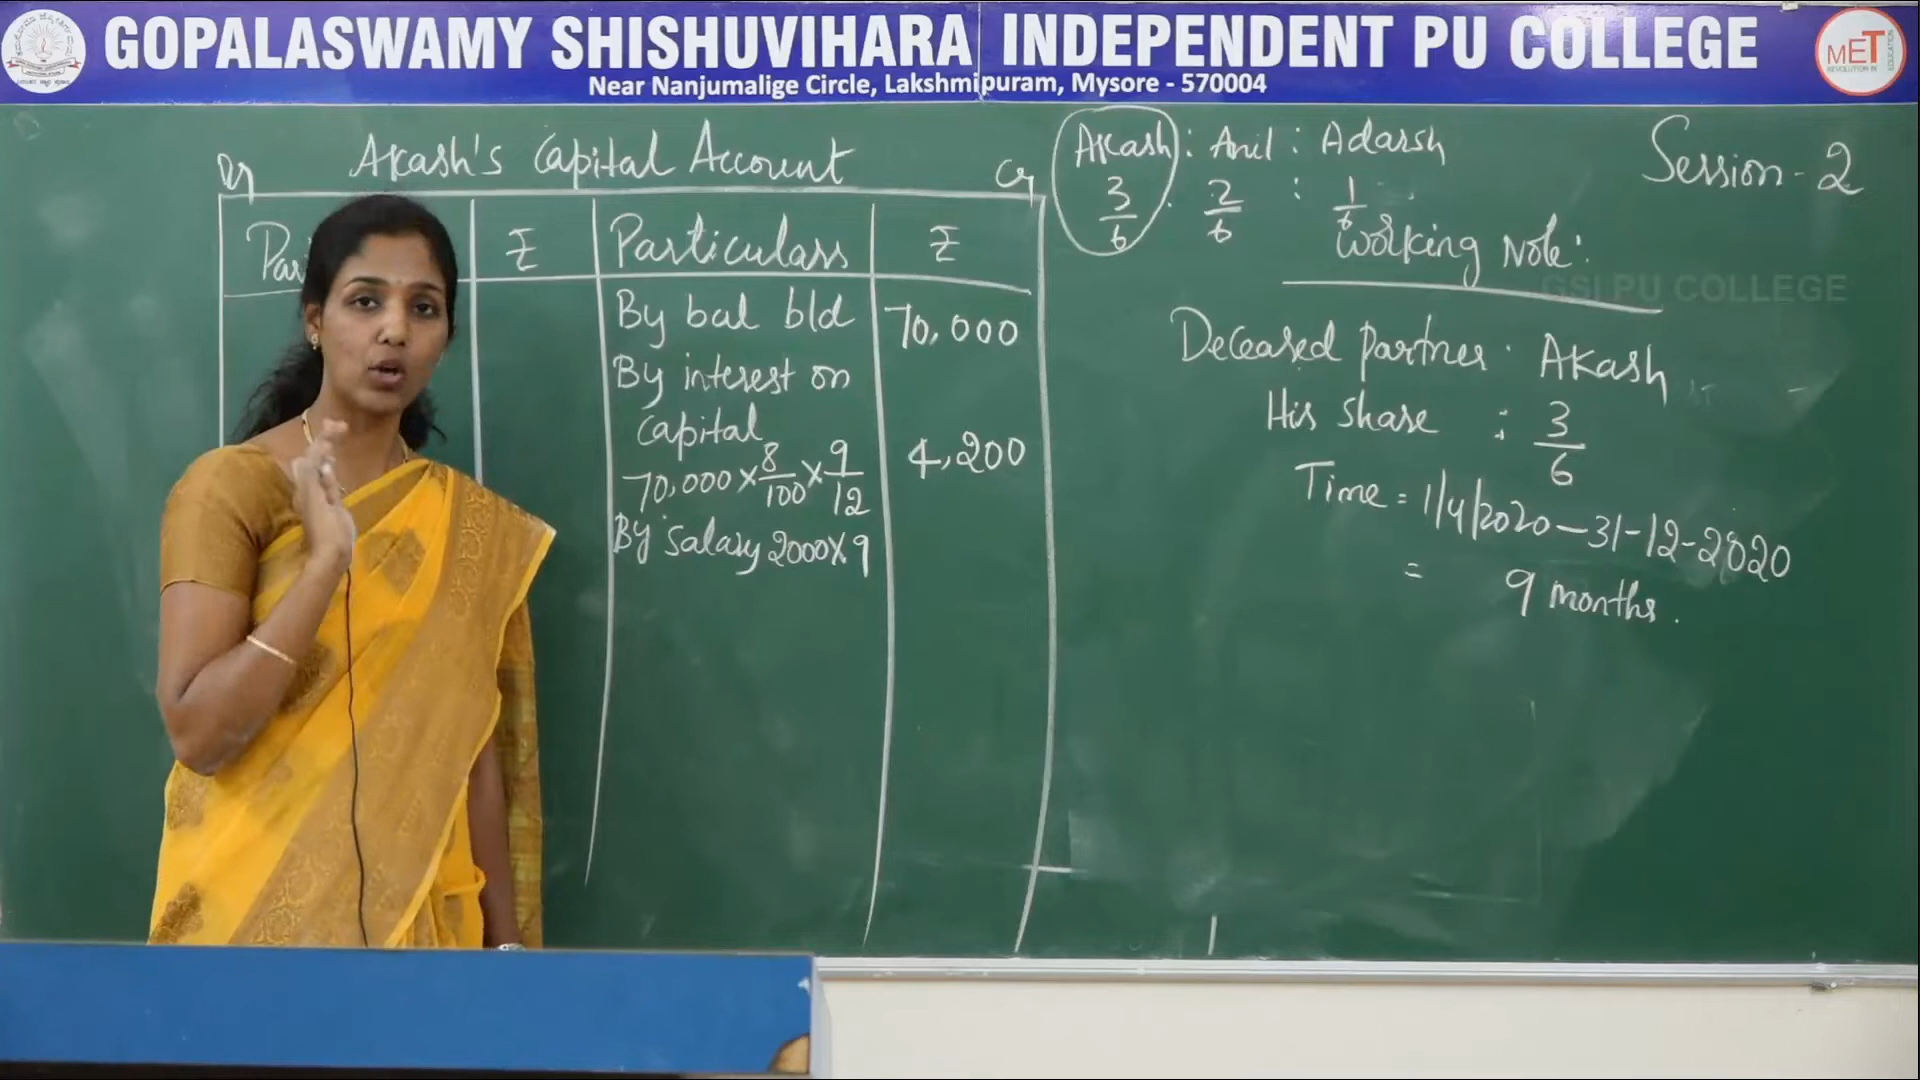 GOPALASWAMY SHISHUVIHARA INDEPENDENT PU COLLEGE
Near Nanjumalige Circle, Lakshmipuram, Mysore - 570004
MET
Session-2
Akash : Anil : Adarsh
3/6 : 2/6 : 1/6
Akash's Capital Account
Dr
Cr
₹ Particulars ₹
By bal b/d 70,000
By interest on
Capital
70,000 × 8/100 × 9/12 4,200
By Salary 2000×9
Working Note:
GSI PU COLLEGE
Deceased partner : Akash
His share : 3/6
Time = 1/4/2020 – 31-12-2020
= 9 months.